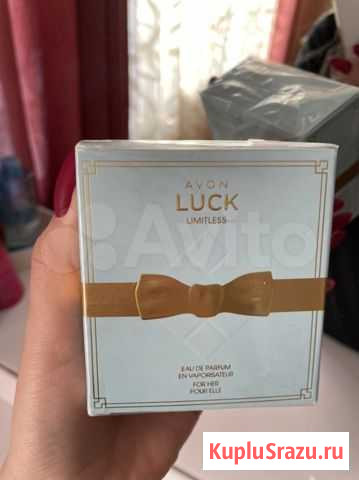 AVON
LUCK
LIMITLESS
Avito
EAU DE PARFUM
EN VAPORISATEUR
FOR HER
POUR ELLE
KupluSrazu.ru